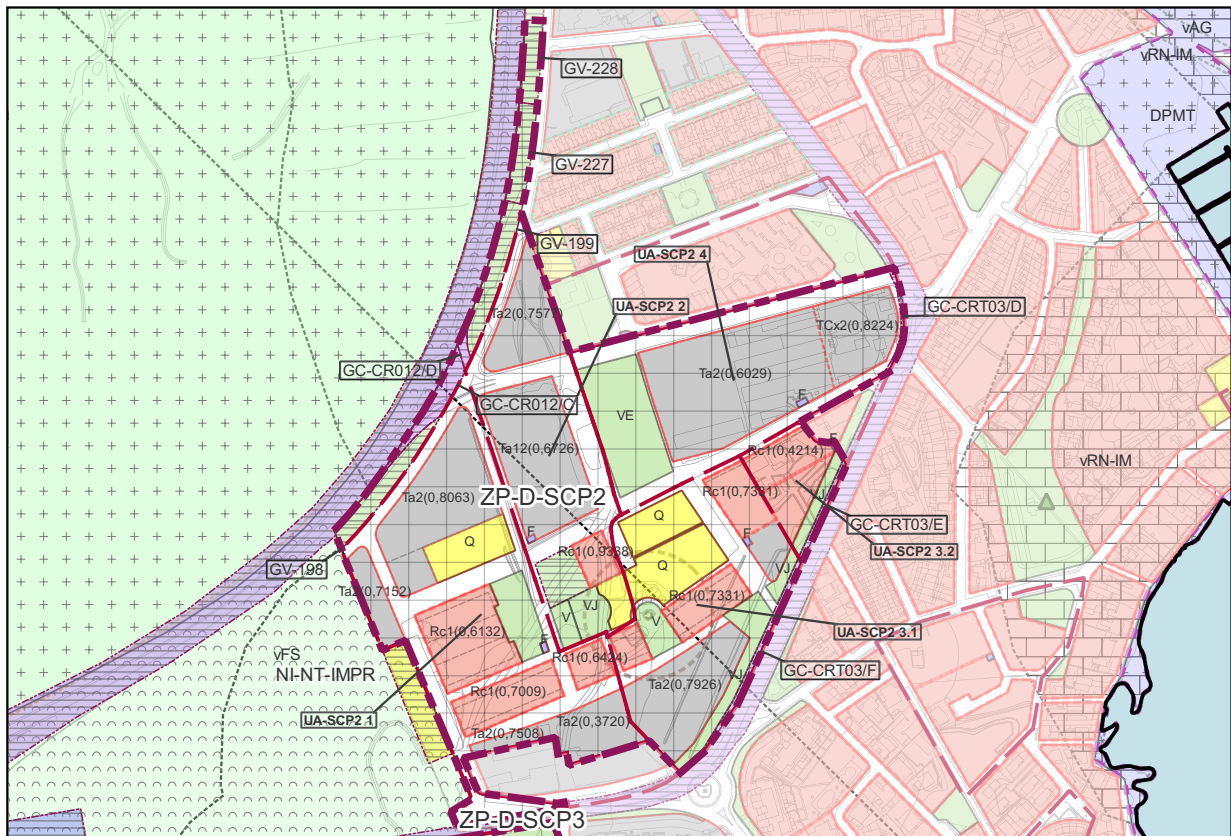 vAG
vRN-IM
GV-228
DPMT
GV-227
GV-199
UA-SCP2 4
UA-SCP2 2
GC-CRT03/D
Ta2(0,7577)
TCx2(0,8224)
GC-CR012/D
Ta2(0,6029)
F
GC-CR012/C
VE
Ta12(0,6726)
Rc1(0,4214)
F
vRN-IM
Rc1(0,7331)
Ta2(0,8063)
ZP-D-SCP2
VJ
Q
GC-CRT03/E
F
F
Q
Rc1(0,9338)
UA-SCP2 3.2
GV-198
Q
VJ
Ta2(0,7152)
Rc1(0,7331)
VJ
V
V
Rc1(0,6132)
UA-SCP2 3.1
F
vFS
Rc1(0,6424)
NI-NT-IMPR
GC-CRT03/F
VJ
Ta2(0,7926)
Rc1(0,7009)
UA-SCP2 1
Ta2(0,3720)
Ta2(0,7508)
ZP-D-SCP3